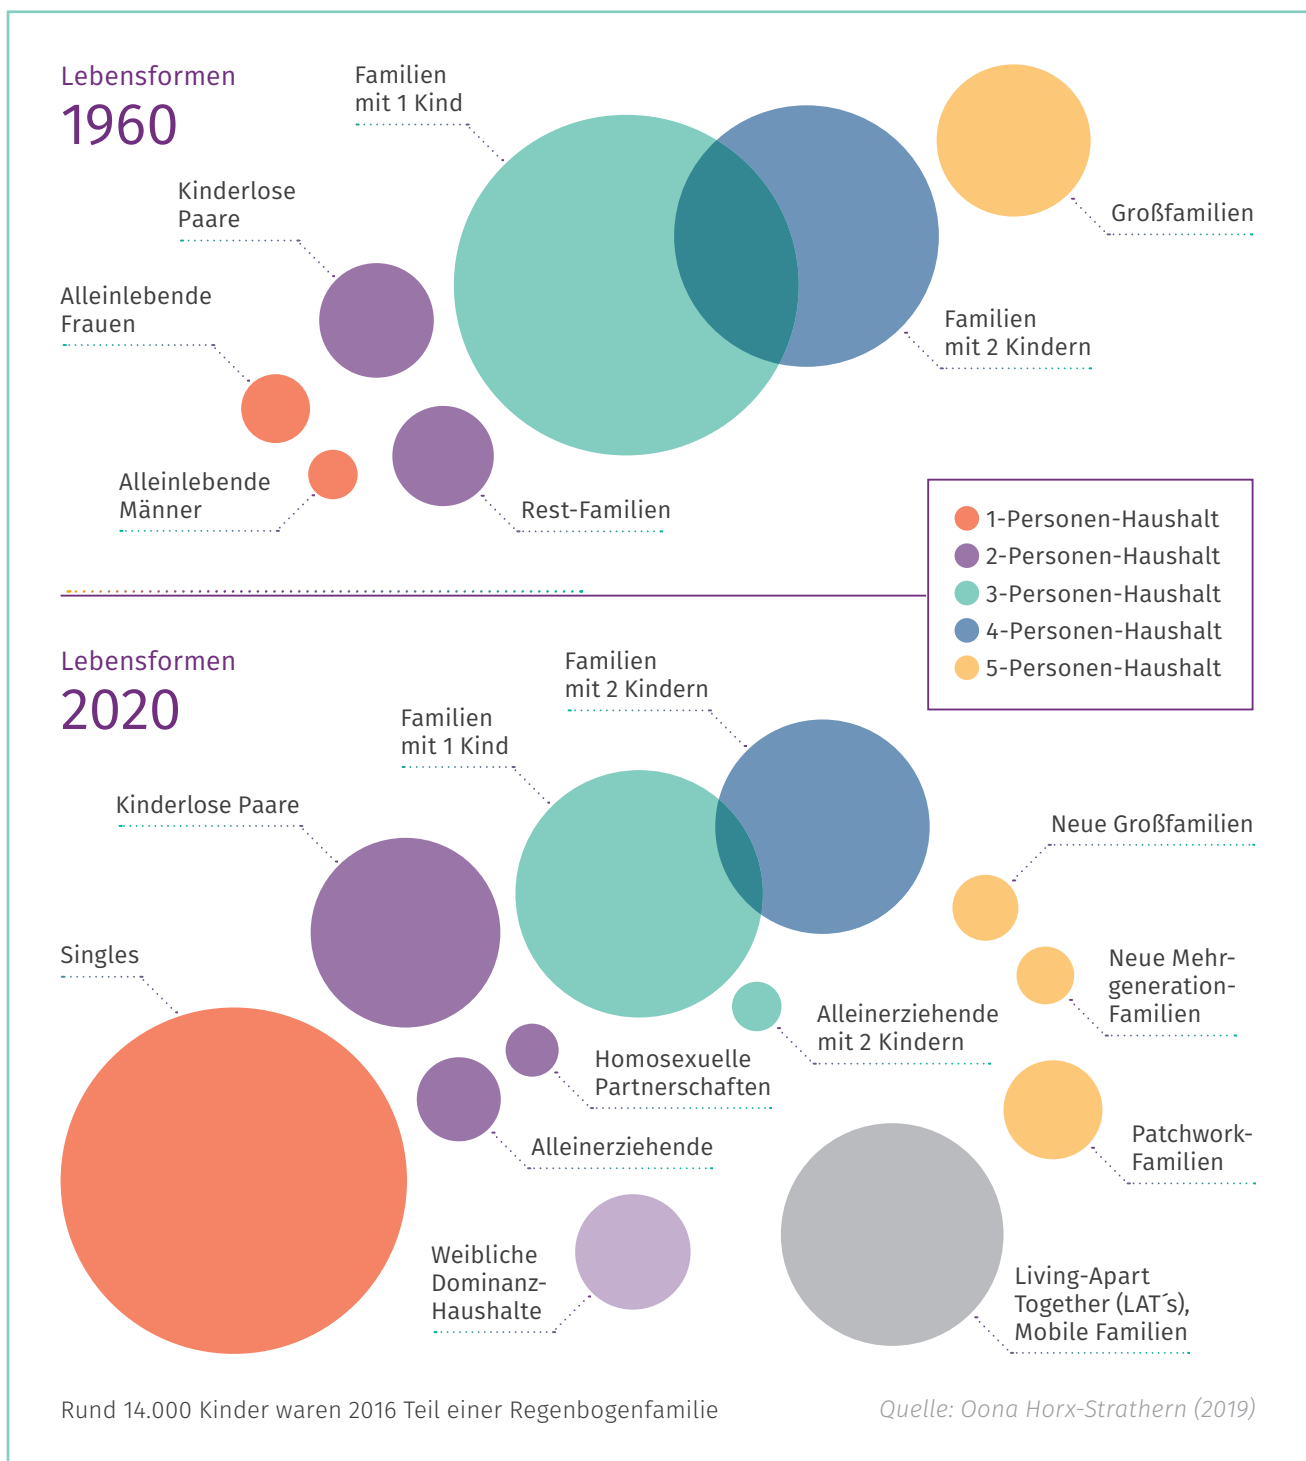 Lebensformen
1960
Familien
mit 1 Kind
Kinderlose
Paare
Alleinlebende
Frauen
Alleinlebende
Männer
Rest-Familien
Familien
mit 2 Kindern
Großfamilien
1-Personen-Haushalt
2-Personen-Haushalt
3-Personen-Haushalt
4-Personen-Haushalt
5-Personen-Haushalt
Lebensformen
2020
Familien
mit 2 Kindern
Familien
mit 1 Kind
Kinderlose Paare
Singles
Neue Großfamilien
Neue Mehr-
generation-
Familien
Alleinerziehende
mit 2 Kindern
Homosexuelle
Partnerschaften
Alleinerziehende
Patchwork-
Familien
Weibliche
Dominanz-
Haushalte
Living-Apart
Together (LAT´s),
Mobile Familien
Rund 14.000 Kinder waren 2016 Teil einer Regenbogenfamilie
Quelle: Oona Horx-Strathern (2019)